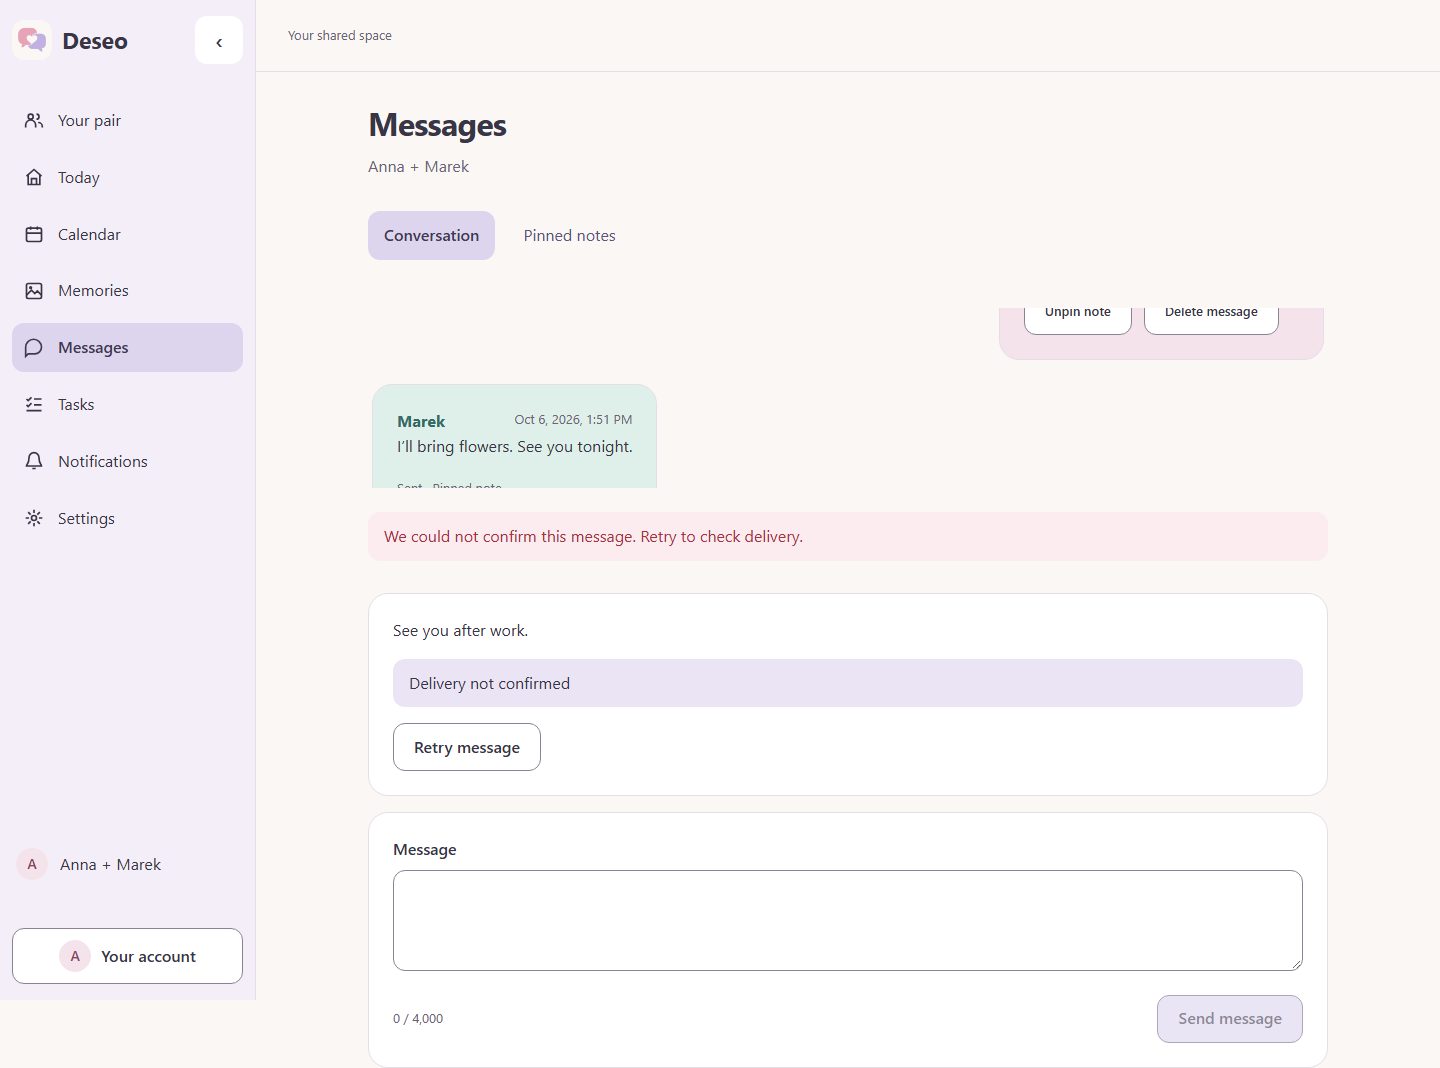 Deseo
‹
Your pair
Today
Calendar
Memories
Messages
Tasks
Notifications
Settings
A Anna + Marek
A Your account
Your shared space
Messages
Anna + Marek
Conversation Pinned notes
Unpin note Delete message
Marek Oct 6, 2026, 1:51 PM
I’ll bring flowers. See you tonight.
Sent · Pinned note
We could not confirm this message. Retry to check delivery.
See you after work.
Delivery not confirmed
Retry message
Message
0 / 4,000 Send message